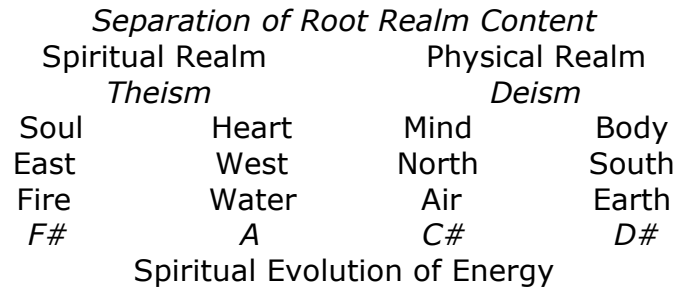 Separation of Root Realm Content
Spiritual Realm Physical Realm
Theism Deism
Soul Heart Mind Body
East West North South
Fire Water Air Earth
F# A C# D#
Spiritual Evolution of Energy